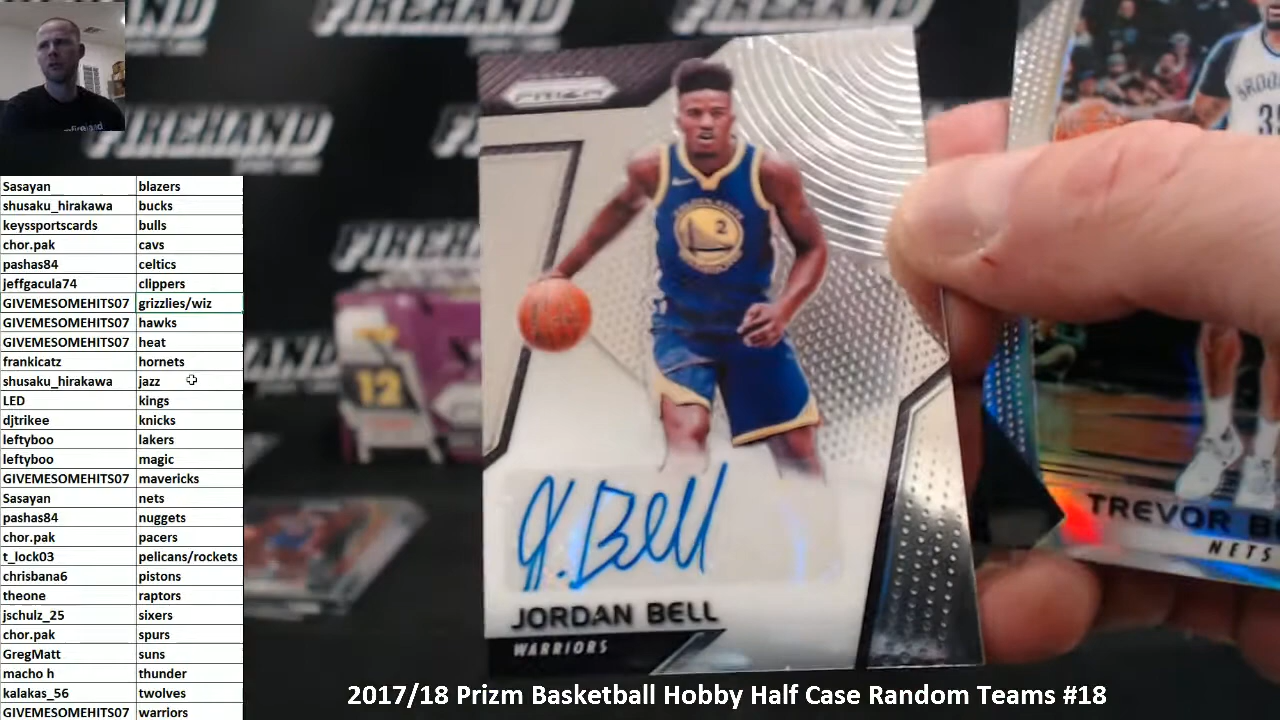 FIREHAND
FIREHAND
FIREHAND
Sasayan blazers
shusaku_hirakawa bucks
keyssportscards bulls
chor.pak cavs
pashas84 celtics
jeffgacula74 clippers
GIVEMESOMEHITS07 grizzlies/wiz
GIVEMESOMEHITS07 hawks
GIVEMESOMEHITS07 heat
frankicatz hornets
shusaku_hirakawa jazz
LED kings
djtrikee knicks
leftyboo lakers
leftyboo magic
GIVEMESOMEHITS07 mavericks
Sasayan nets
pashas84 nuggets
chor.pak pacers
t_lock03 pelicans/rockets
chrisbana6 pistons
theone raptors
jschulz_25 sixers
chor.pak spurs
GregMatt suns
macho h thunder
kalakas_56 twolves
GIVEMESOMEHITS07 warriors
12
PRIZM
2
J. Bell
JORDAN BELL
WARRIORS
TREVOR
NETS
2017/18 Prizm Basketball Hobby Half Case Random Teams #18